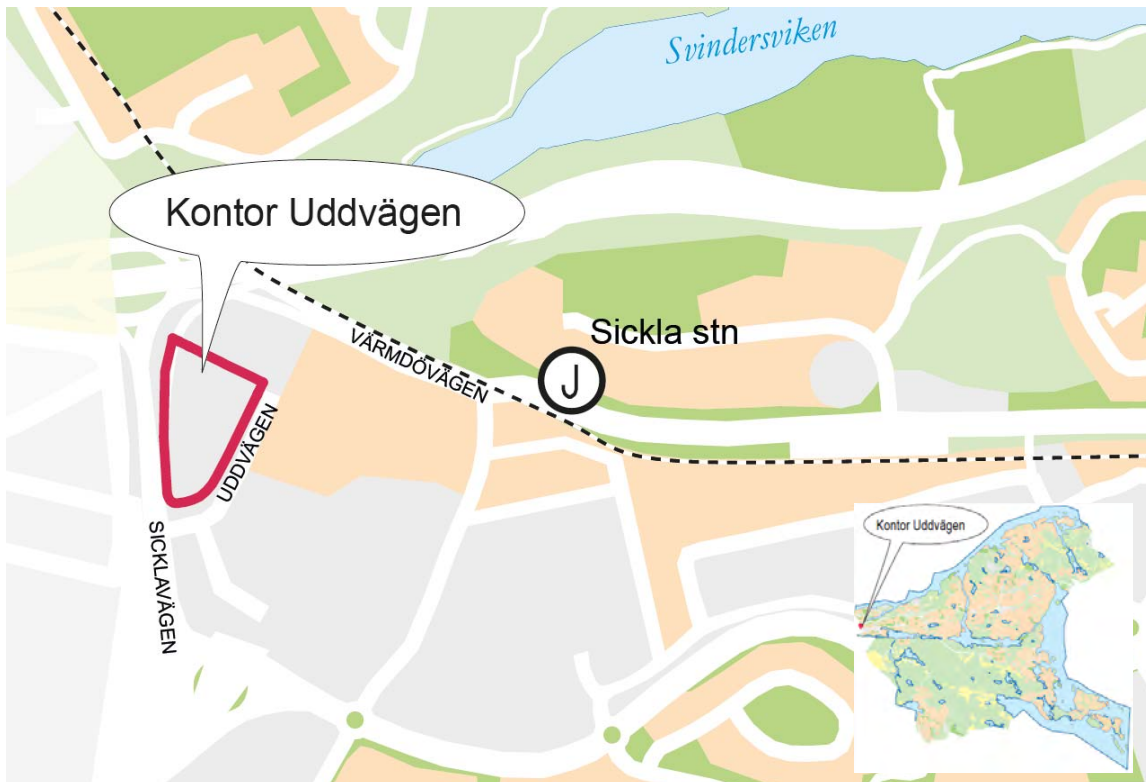 Svindersviken
Kontor Uddvägen
Sickla stn
J
VÄRMDÖVÄGEN
UDDVÄGEN
SICKLAVÄGEN
Kontor Uddvägen